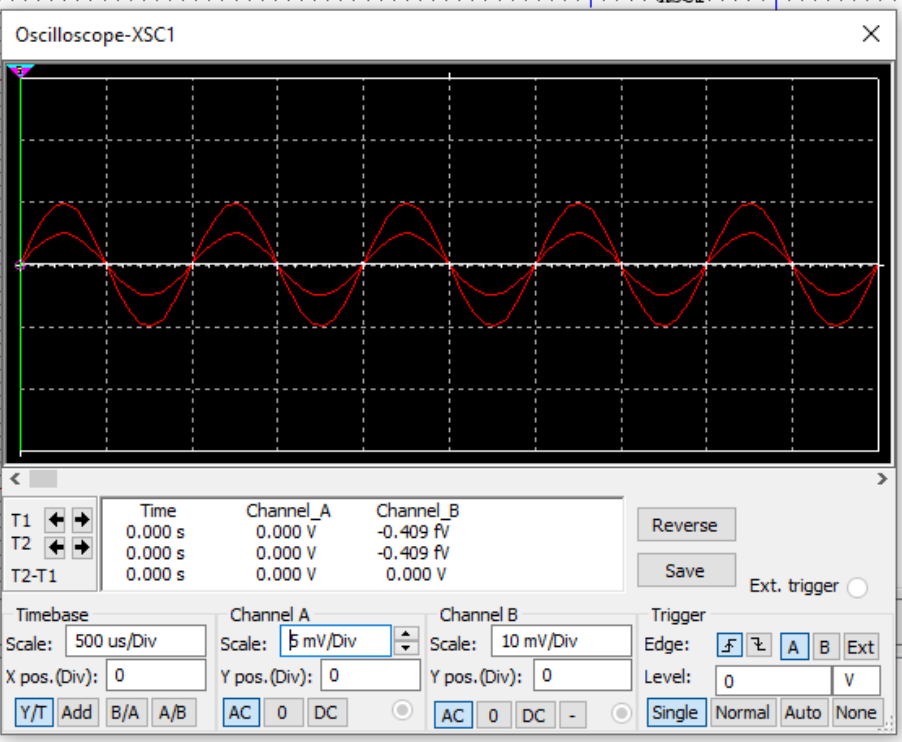 Oscilloscope-XSC1
Time Channel_A Channel_B
T1 0.000 s 0.000 V -0.409 fV
T2 0.000 s 0.000 V -0.409 fV
T2-T1 0.000 s 0.000 V 0.000 V
Reverse
Save
Ext. trigger
Timebase
Scale: 500 us/Div
X pos.(Div): 0
Y/T Add B/A A/B
Channel A
Scale: 5 mV/Div
Y pos.(Div): 0
AC 0 DC
Channel B
Scale: 10 mV/Div
Y pos.(Div): 0
AC 0 DC -
Trigger
Edge: A B Ext
Level: 0 V
Single Normal Auto None